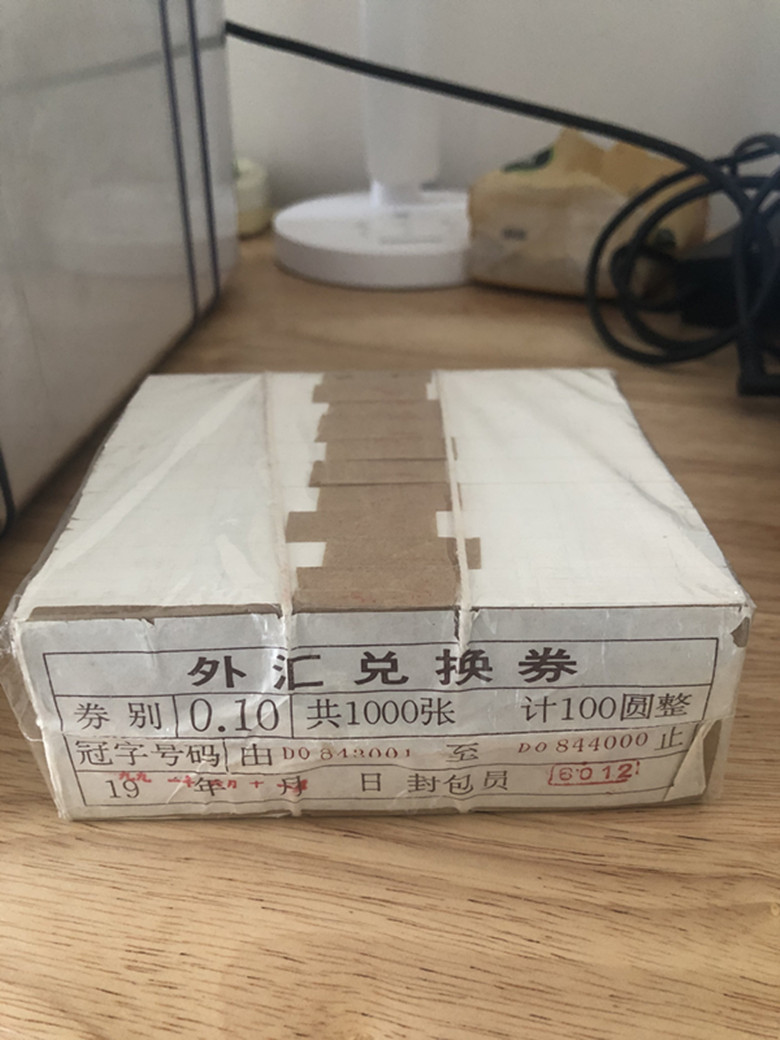 外汇兑换券
券别 0.10 共1000张 计100圆整
冠字号码 由 DO 843001 至 DO 844000 止
19 年 月 日 封包员 6012